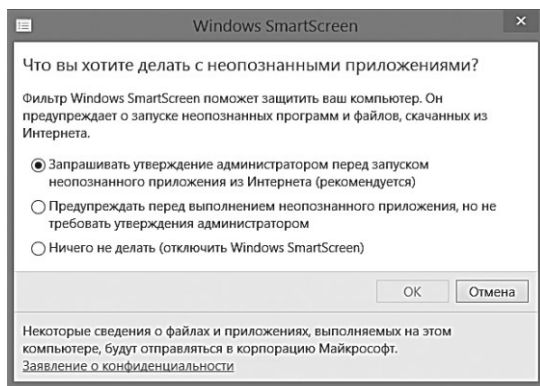 Windows SmartScreen
Что вы хотите делать с неопознанными приложениями?
Фильтр Windows SmartScreen поможет защитить ваш компьютер. Он
предупреждает о запуске неопознанных программ и файлов, скачанных из
Интернета.
Запрашивать утверждение администратором перед запуском
неопознанного приложения из Интернета (рекомендуется)
Предупреждать перед выполнением неопознанного приложения, но не
требовать утверждения администратором
Ничего не делать (отключить Windows SmartScreen)
ОК Отмена
Некоторые сведения о файлах и приложениях, выполняемых на этом
компьютере, будут отправляться в корпорацию Майкрософт.
Заявление о конфиденциальности